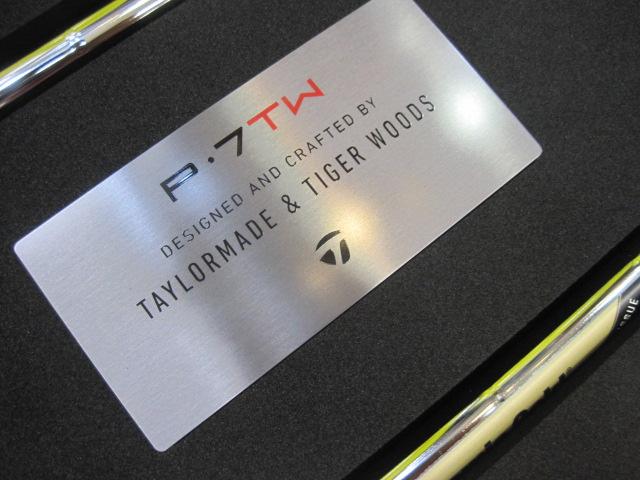 P·7TW
DESIGNED AND CRAFTED BY
TAYLORMADE & TIGER WOODS